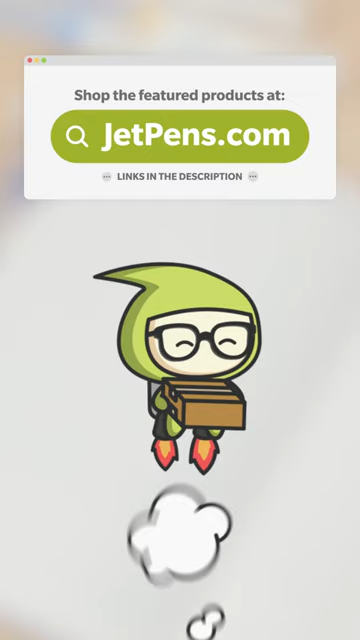 Shop the featured products at:
JetPens.com
LINKS IN THE DESCRIPTION